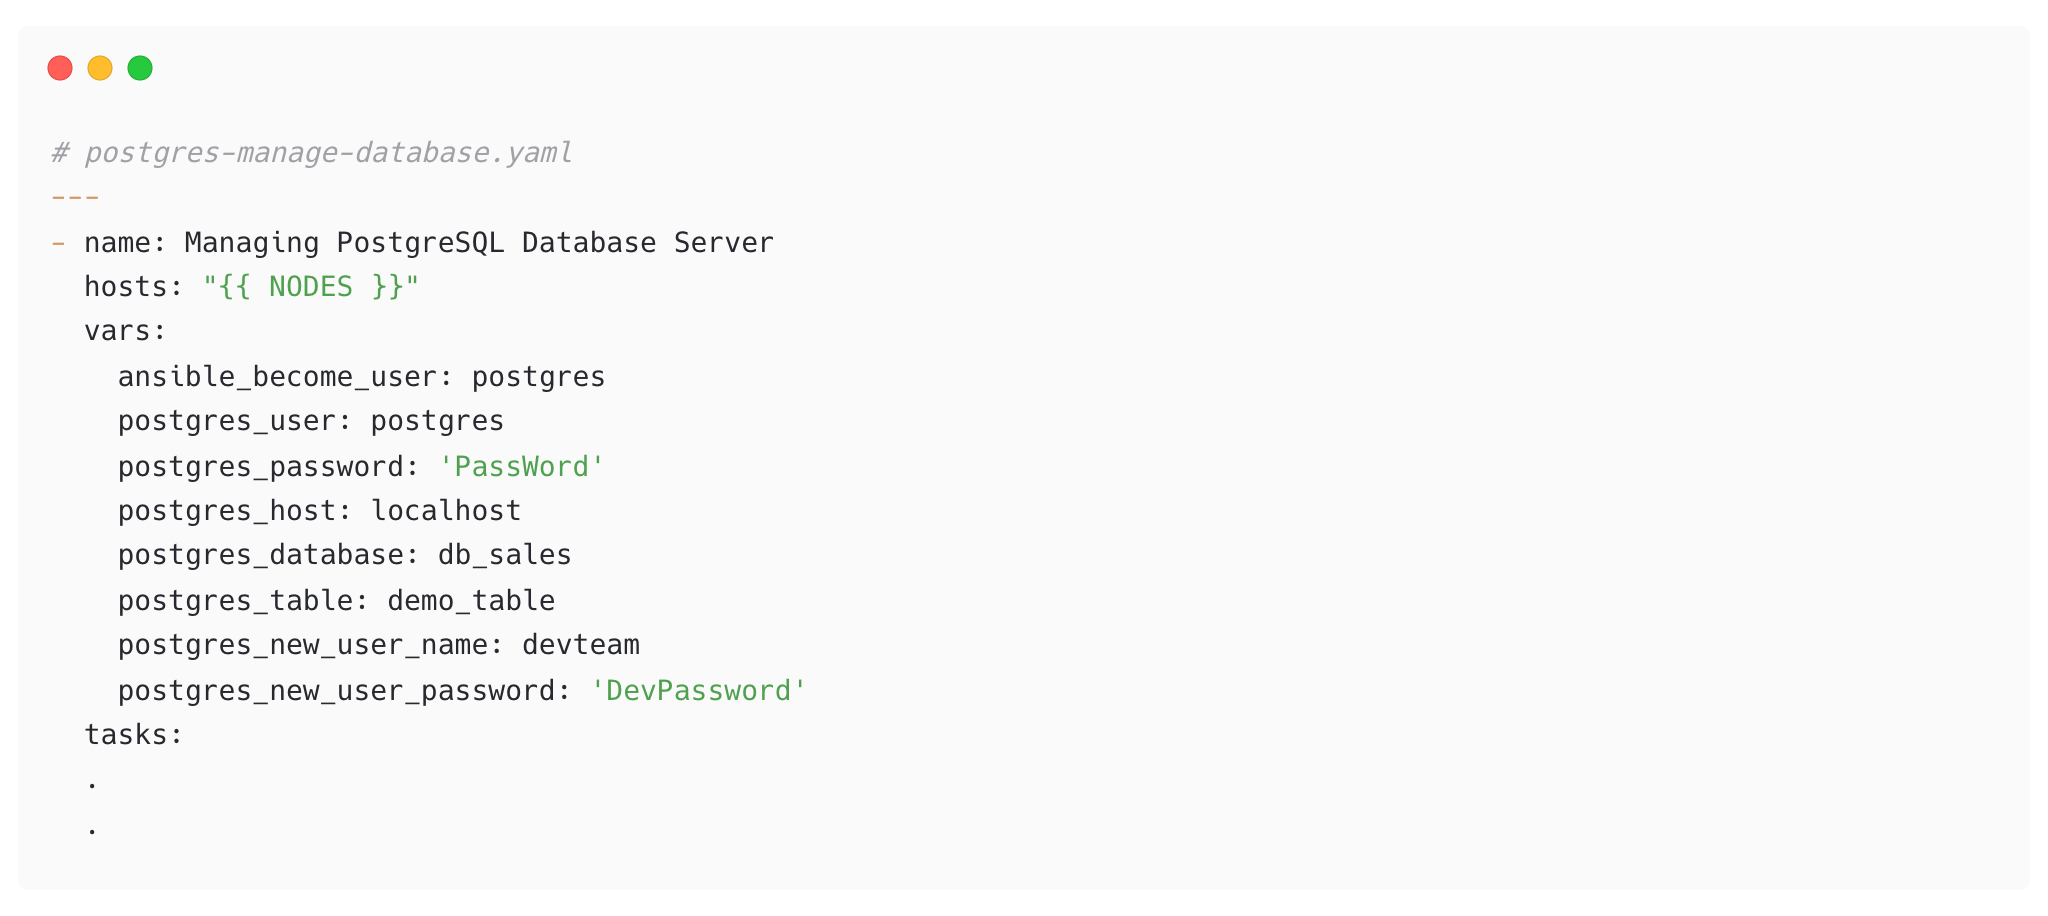 # postgres-manage-database.yaml
---
- name: Managing PostgreSQL Database Server
  hosts: "{{ NODES }}"
  vars:
    ansible_become_user: postgres
    postgres_user: postgres
    postgres_password: 'PassWord'
    postgres_host: localhost
    postgres_database: db_sales
    postgres_table: demo_table
    postgres_new_user_name: devteam
    postgres_new_user_password: 'DevPassword'
  tasks:
  .
  .